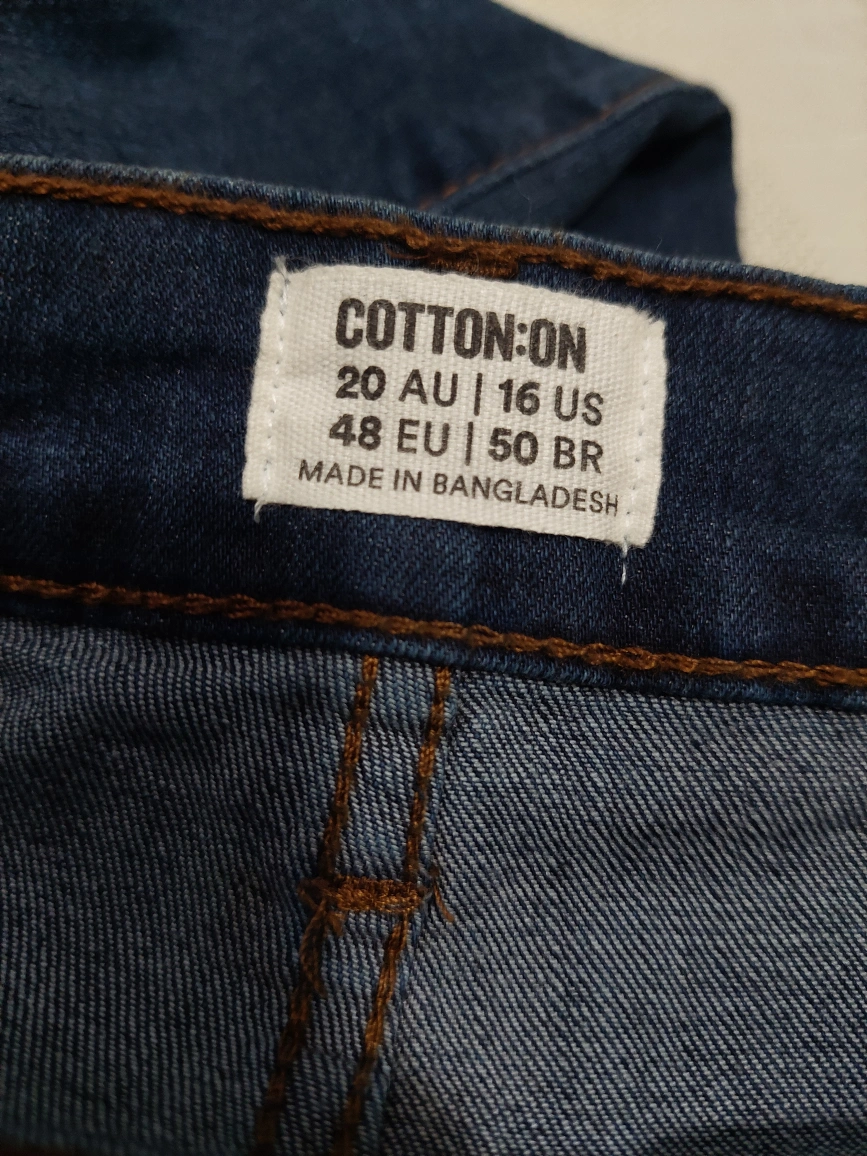 COTTON:ON
20 AU | 16 US
48 EU | 50 BR
MADE IN BANGLADESH